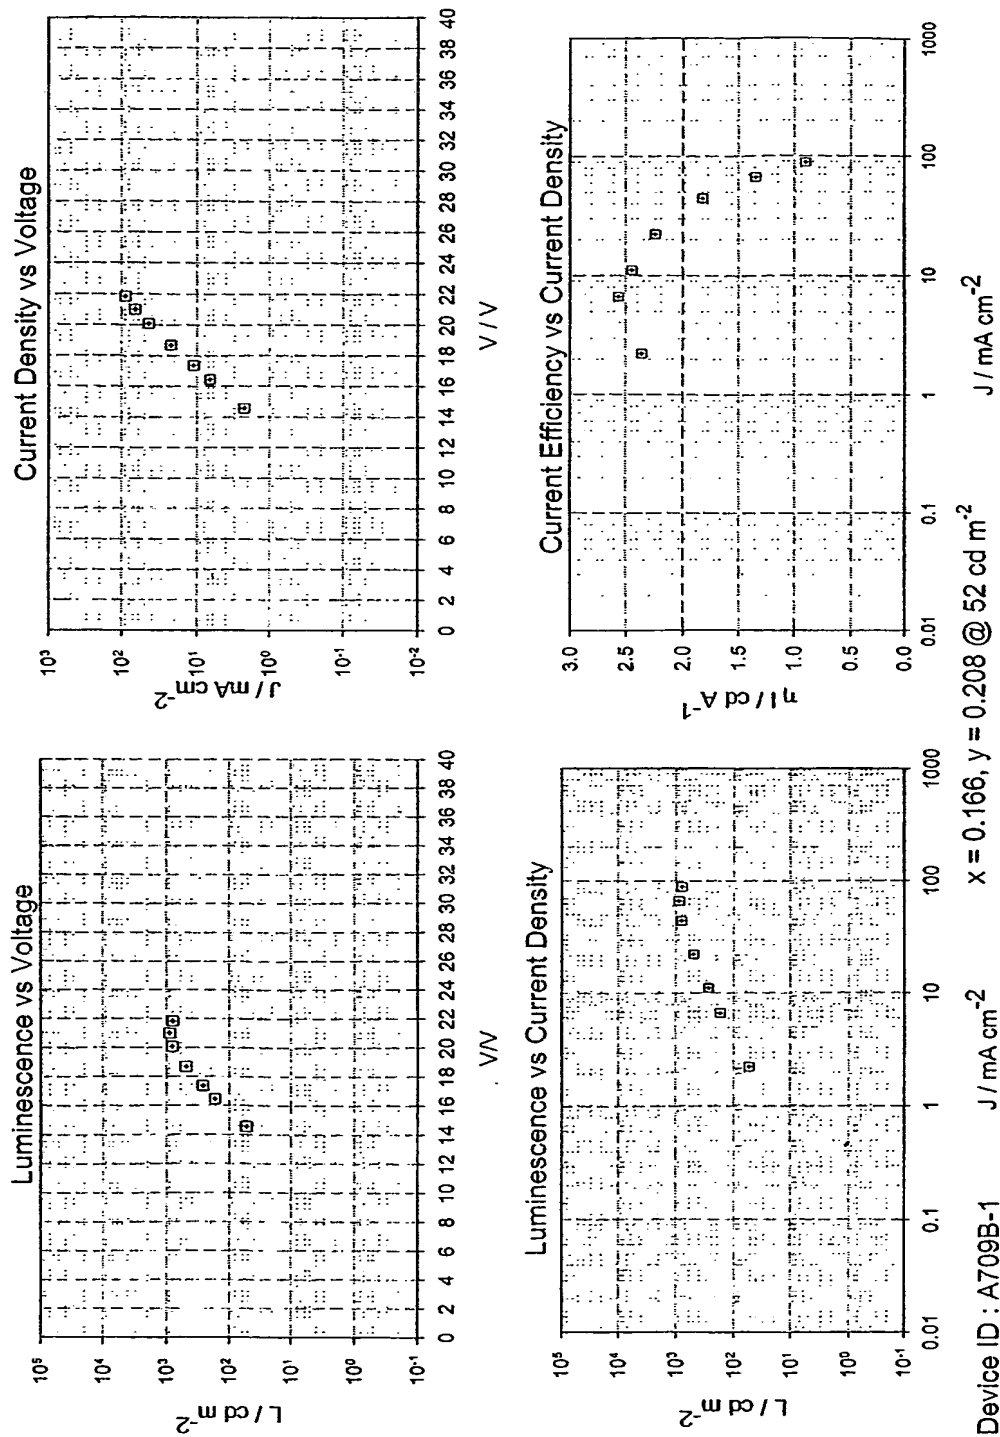 Luminescence vs Voltage
L / cd m⁻²
10⁵
10⁴
10³
10²
10¹
10⁰
10⁻¹
0 2 4 6 8 10 12 14 16 18 20 22 24 26 28 30 32 34 36 38 40
V/V
Current Density vs Voltage
J / mA cm⁻²
10³
10²
10¹
10⁰
10⁻¹
10⁻²
0 2 4 6 8 10 12 14 16 18 20 22 24 26 28 30 32 34 36 38 40
V / V
Luminescence vs Current Density
L / cd m⁻²
10⁵
10⁴
10³
10²
10¹
10⁰
10⁻¹
0.01 0.1 1 10 100 1000
J / mA cm⁻²
Current Efficiency vs Current Density
η I / cd A⁻¹
3.0
2.5
2.0
1.5
1.0
0.5
0.0
0.01 0.1 1 10 100 1000
J / mA cm⁻²
Device ID : A709B-1
x = 0.166, y = 0.208 @ 52 cd m⁻²